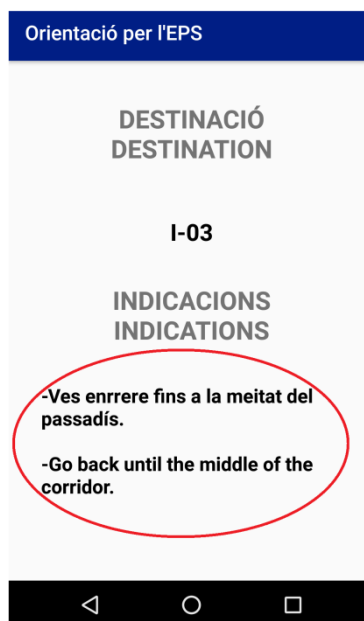 Orientació per l'EPS
DESTINACIÓ
DESTINATION
I-03
INDICACIONS
INDICATIONS
-Ves enrrere fins a la meitat del
passadís.
-Go back until the middle of the
corridor.